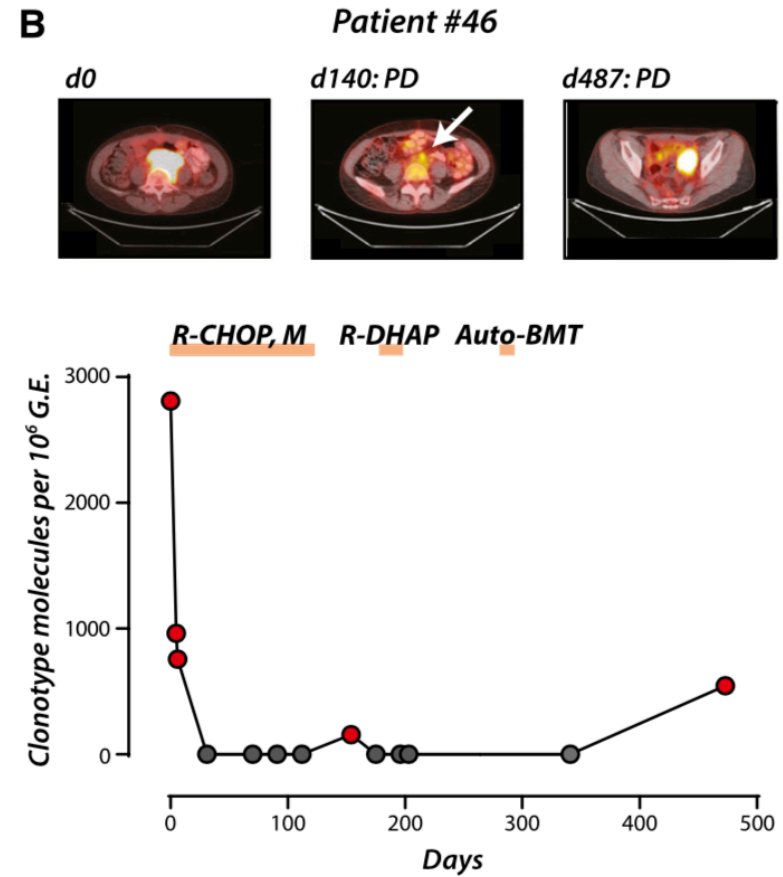 B
Patient #46
d0
d140: PD
d487: PD
R-CHOP, M
R-DHAP
Auto-BMT
Clonotype molecules per 10⁶ G.E.
3000
2000
1000
0
0
100
200
300
400
500
Days